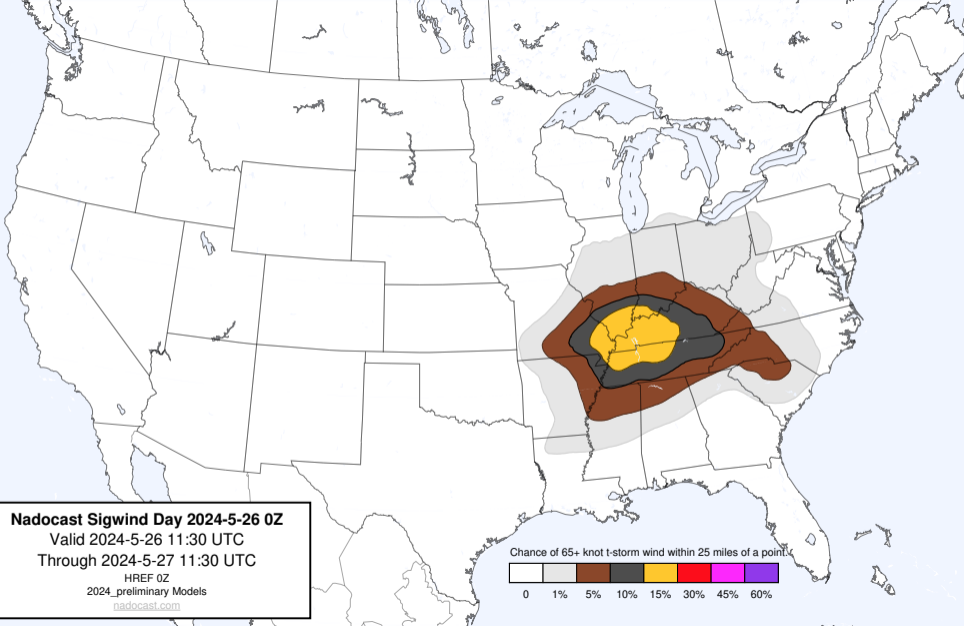 Nadocast Sigwind Day 2024-5-26 0Z
Valid 2024-5-26 11:30 UTC
Through 2024-5-27 11:30 UTC
HREF 0Z
2024_preliminary Models
nadocast.com
Chance of 65+ knot t-storm wind within 25 miles of a point.
0 1% 5% 10% 15% 30% 45% 60%